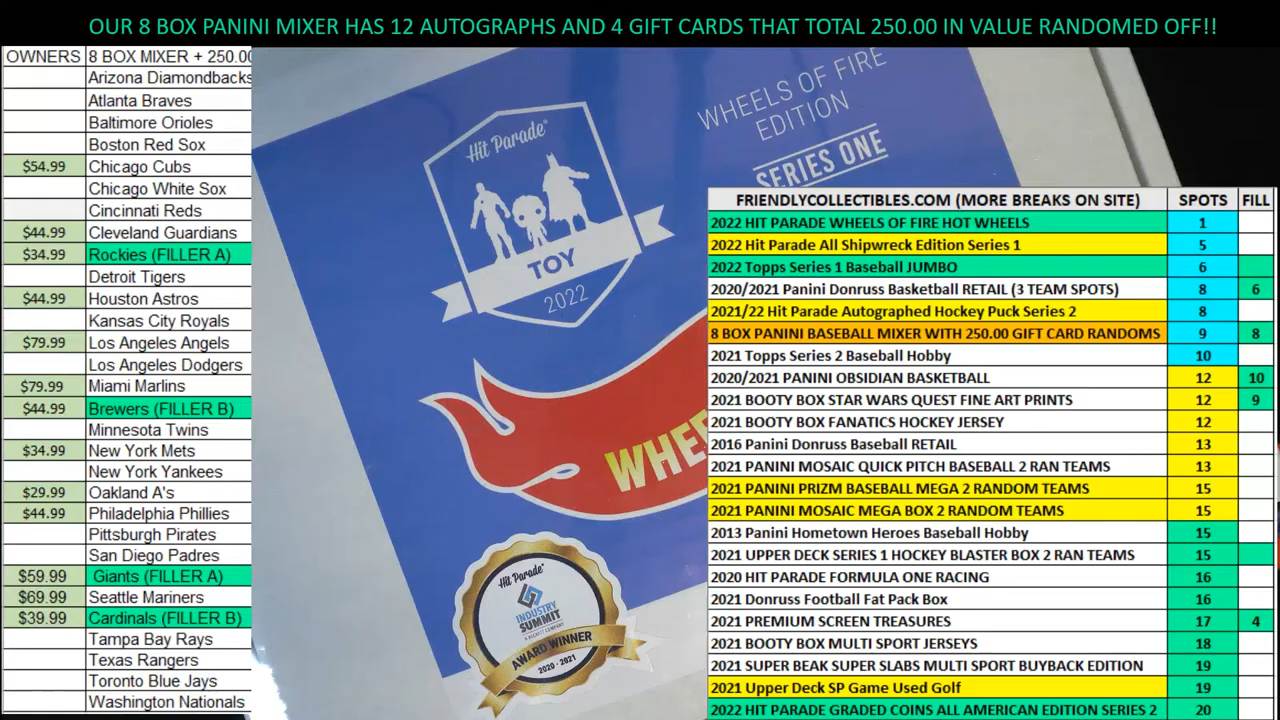 OUR 8 BOX PANINI MIXER HAS 12 AUTOGRAPHS AND 4 GIFT CARDS THAT TOTAL 250.00 IN VALUE RANDOMED OFF!!
OWNERS 8 BOX MIXER + 250.00
Arizona Diamondbacks
Atlanta Braves
Baltimore Orioles
Boston Red Sox
$54.99 Chicago Cubs
Chicago White Sox
Cincinnati Reds
$44.99 Cleveland Guardians
$34.99 Rockies (FILLER A)
Detroit Tigers
$44.99 Houston Astros
Kansas City Royals
$79.99 Los Angeles Angels
Los Angeles Dodgers
$79.99 Miami Marlins
$44.99 Brewers (FILLER B)
Minnesota Twins
$34.99 New York Mets
New York Yankees
$29.99 Oakland A's
$44.99 Philadelphia Phillies
Pittsburgh Pirates
San Diego Padres
$59.99 Giants (FILLER A)
$69.99 Seattle Mariners
$39.99 Cardinals (FILLER B)
Tampa Bay Rays
Texas Rangers
Toronto Blue Jays
Washington Nationals
WHEELS OF FIRE
EDITION
SERIES ONE
Hit Parade®
TOY
2022
WHEE
Hit Parade®
INDUSTRY
SUMMIT
AWARD WINNER
2020 - 2021
FRIENDLYCOLLECTIBLES.COM (MORE BREAKS ON SITE) SPOTS FILL
2022 HIT PARADE WHEELS OF FIRE HOT WHEELS 1
2022 Hit Parade All Shipwreck Edition Series 1 5
2022 Topps Series 1 Baseball JUMBO 6
2020/2021 Panini Donruss Basketball RETAIL (3 TEAM SPOTS) 8 6
2021/22 Hit Parade Autographed Hockey Puck Series 2 8
8 BOX PANINI BASEBALL MIXER WITH 250.00 GIFT CARD RANDOMS 9 8
2021 Topps Series 2 Baseball Hobby 10
2020/2021 PANINI OBSIDIAN BASKETBALL 12 10
2021 BOOTY BOX STAR WARS QUEST FINE ART PRINTS 12 9
2021 BOOTY BOX FANATICS HOCKEY JERSEY 12
2016 Panini Donruss Baseball RETAIL 13
2021 PANINI MOSAIC QUICK PITCH BASEBALL 2 RAN TEAMS 13
2021 PANINI PRIZM BASEBALL MEGA 2 RANDOM TEAMS 15
2021 PANINI MOSAIC MEGA BOX 2 RANDOM TEAMS 15
2013 Panini Hometown Heroes Baseball Hobby 15
2021 UPPER DECK SERIES 1 HOCKEY BLASTER BOX 2 RAN TEAMS 15
2020 HIT PARADE FORMULA ONE RACING 16
2021 Donruss Football Fat Pack Box 16
2021 PREMIUM SCREEN TREASURES 17 4
2021 BOOTY BOX MULTI SPORT JERSEYS 18
2021 SUPER BEAK SUPER SLABS MULTI SPORT BUYBACK EDITION 19
2021 Upper Deck SP Game Used Golf 19
2022 HIT PARADE GRADED COINS ALL AMERICAN EDITION SERIES 2 20